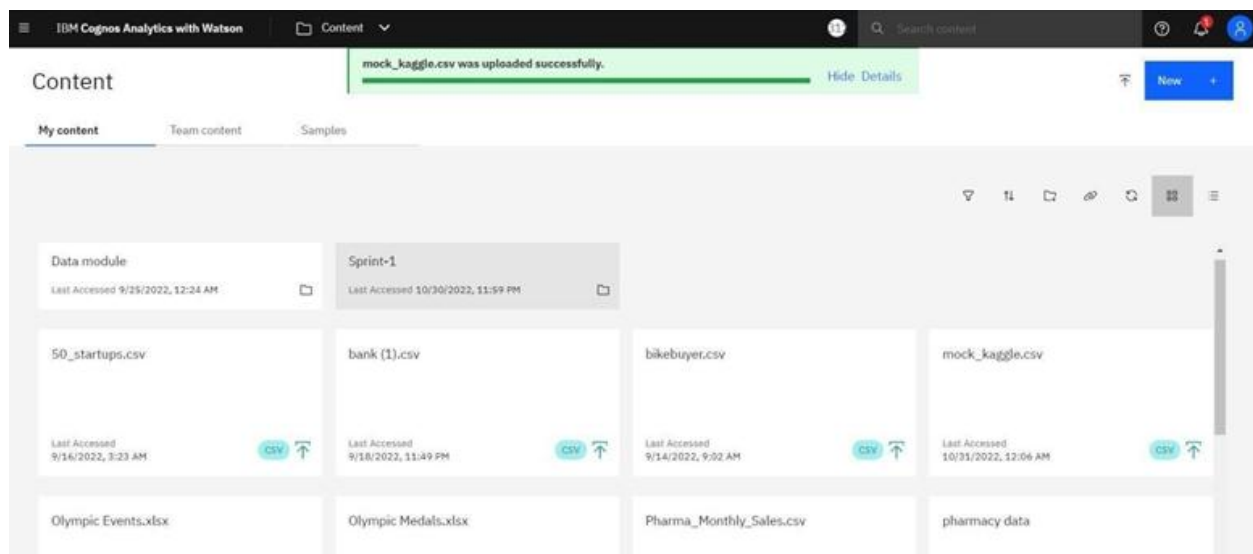 IBM Cognos Analytics with Watson
Content
Search content
mock_kaggle.csv was uploaded successfully.
Hide Details
Content
New +
My content
Team content
Samples
Data module
Last Accessed 9/25/2022, 12:24 AM
Sprint-1
Last Accessed 10/30/2022, 11:59 PM
50_startups.csv
Last Accessed
9/16/2022, 3:23 AM
CSV
bank (1).csv
Last Accessed
9/18/2022, 11:49 PM
CSV
bikebuyer.csv
Last Accessed
9/14/2022, 9:02 AM
CSV
mock_kaggle.csv
Last Accessed
10/31/2022, 12:06 AM
CSV
Olympic Events.xlsx
Olympic Medals.xlsx
Pharma_Monthly_Sales.csv
pharmacy data